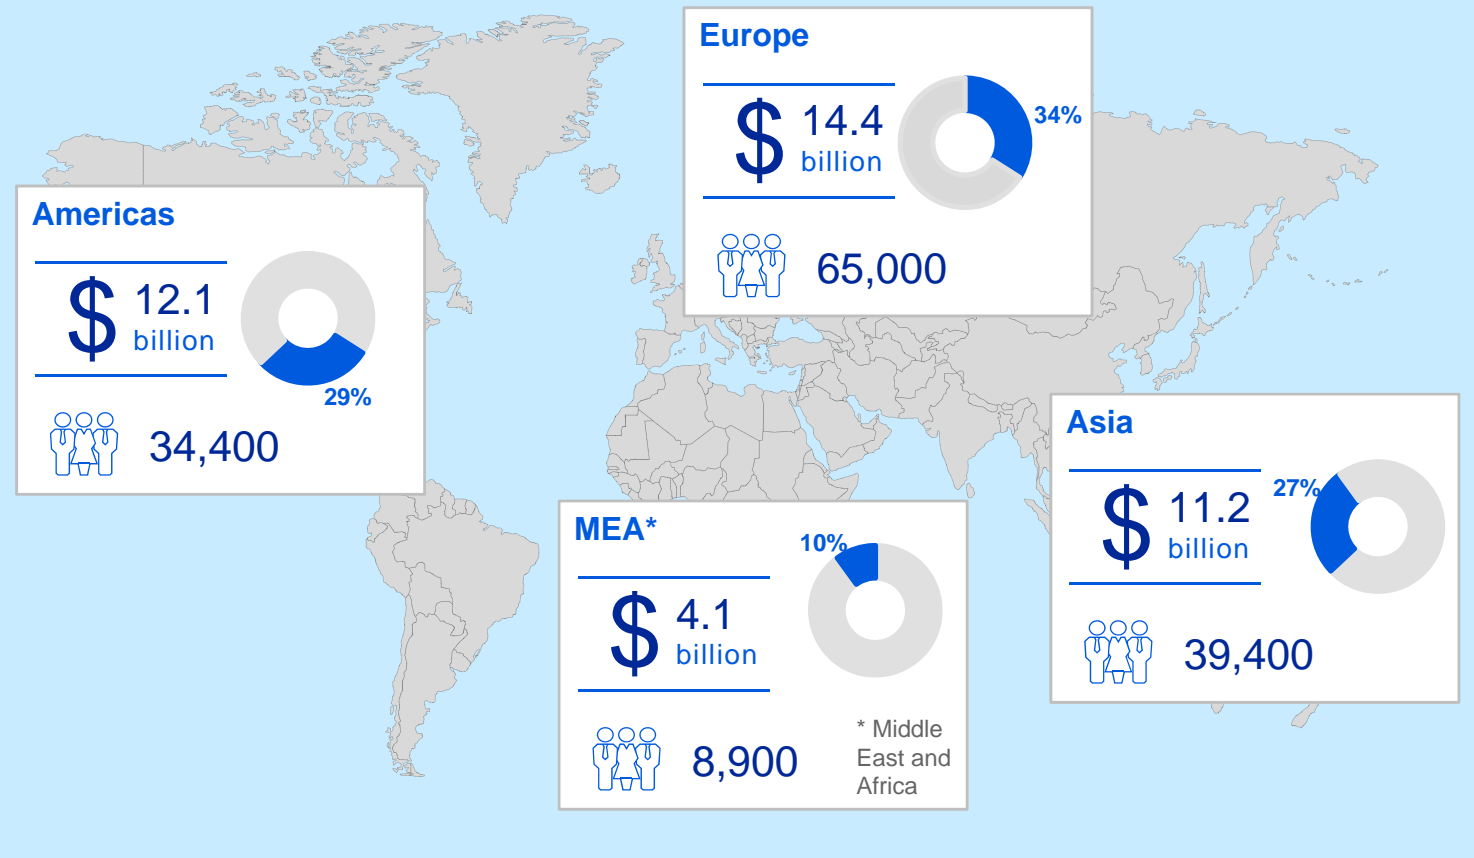 Europe
$ 14.4
billion
34%
65,000
Americas
$ 12.1
billion
29%
34,400
Asia
$ 11.2
billion
27%
39,400
MEA*
10%
$ 4.1
billion
8,900
* Middle
East and
Africa